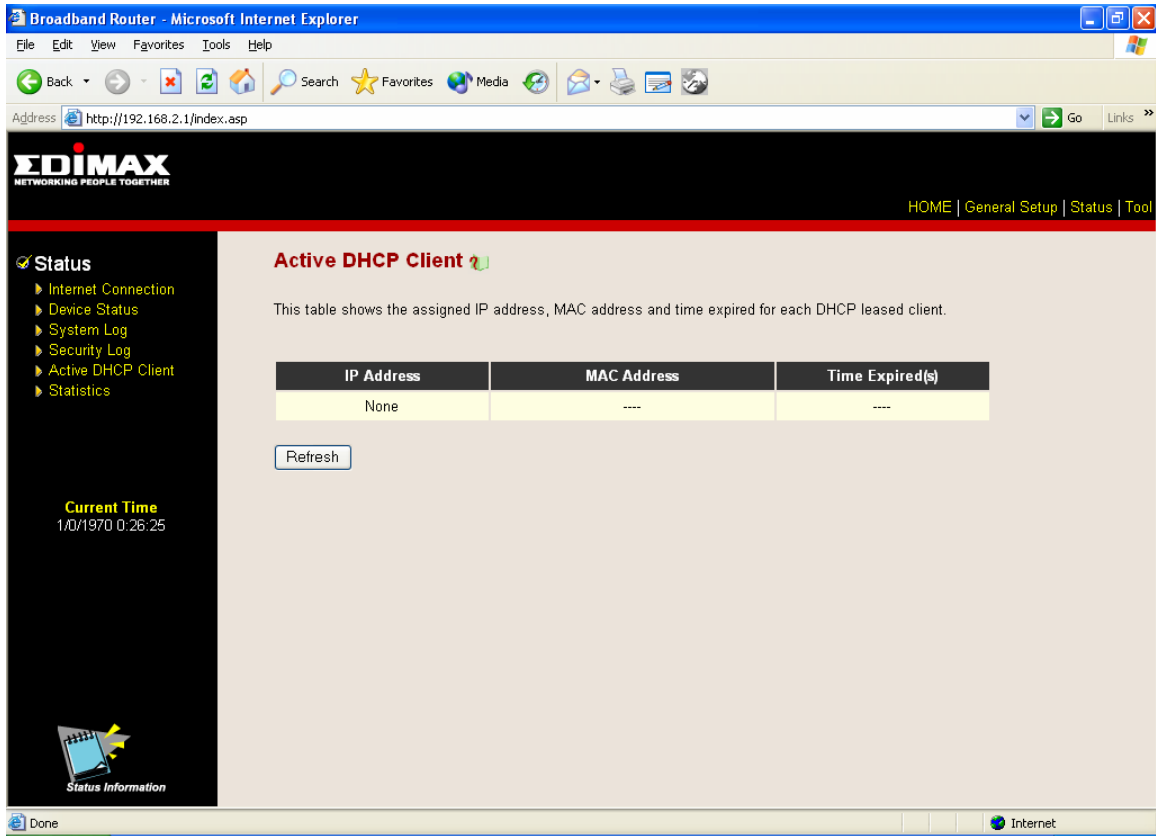 Broadband Router - Microsoft Internet Explorer
File Edit View Favorites Tools Help
Back Search Favorites Media
Address http://192.168.2.1/index.asp Go Links »
EDIMAX
NETWORKING PEOPLE TOGETHER
HOME | General Setup | Status | Tool
Status
Internet Connection
Device Status
System Log
Security Log
Active DHCP Client
Statistics
Current Time
1/0/1970 0:26:25
Status Information
Active DHCP Client
This table shows the assigned IP address, MAC address and time expired for each DHCP leased client.
IP Address MAC Address Time Expired(s)
None ---- ----
Refresh
Done Internet